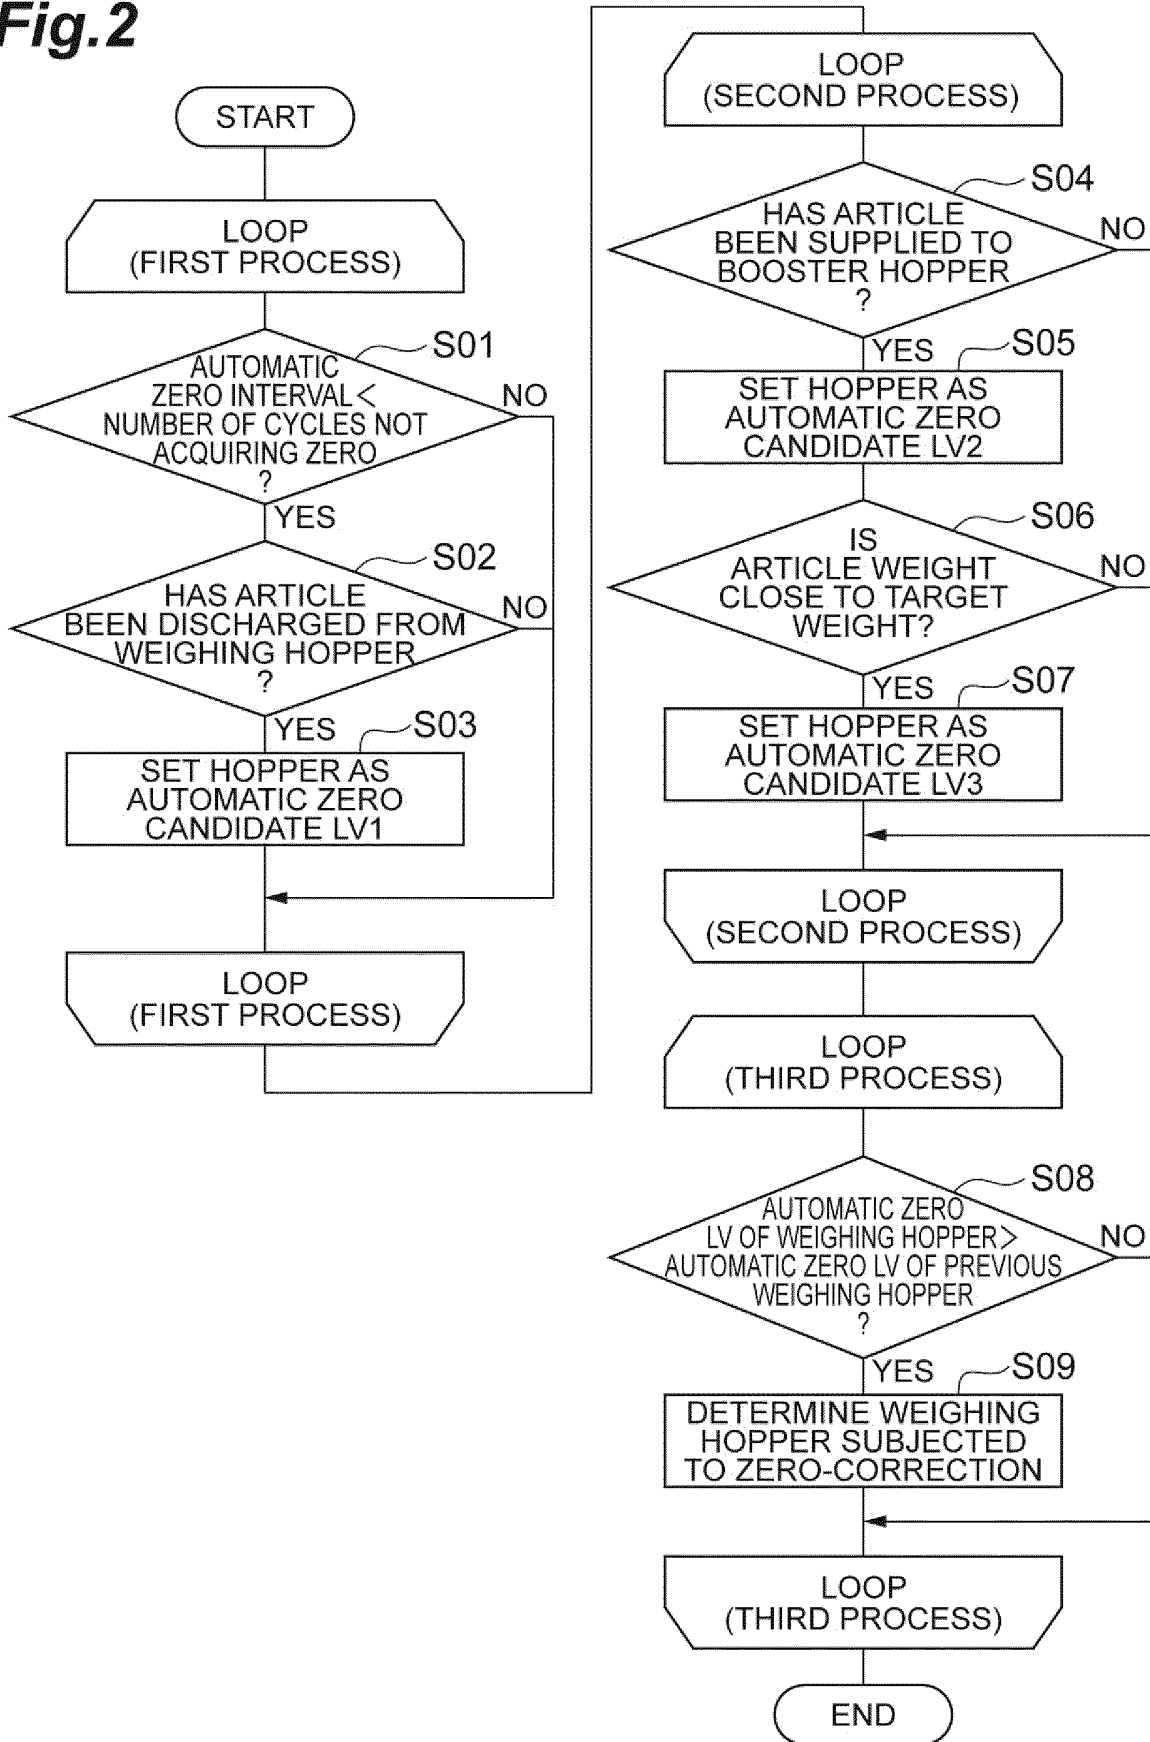 Fig.2
START
LOOP
(FIRST PROCESS)
S01
AUTOMATIC
ZERO INTERVAL<
NUMBER OF CYCLES NOT
ACQUIRING ZERO
?
NO
YES
S02
HAS ARTICLE
BEEN DISCHARGED FROM
WEIGHING HOPPER
?
NO
YES
S03
SET HOPPER AS
AUTOMATIC ZERO
CANDIDATE LV1
LOOP
(FIRST PROCESS)
LOOP
(SECOND PROCESS)
S04
HAS ARTICLE
BEEN SUPPLIED TO
BOOSTER HOPPER
?
NO
YES
S05
SET HOPPER AS
AUTOMATIC ZERO
CANDIDATE LV2
S06
IS
ARTICLE WEIGHT
CLOSE TO TARGET
WEIGHT?
NO
YES
S07
SET HOPPER AS
AUTOMATIC ZERO
CANDIDATE LV3
LOOP
(SECOND PROCESS)
LOOP
(THIRD PROCESS)
S08
AUTOMATIC ZERO
LV OF WEIGHING HOPPER>
AUTOMATIC ZERO LV OF PREVIOUS
WEIGHING HOPPER
?
NO
YES
S09
DETERMINE WEIGHING
HOPPER SUBJECTED
TO ZERO-CORRECTION
LOOP
(THIRD PROCESS)
END